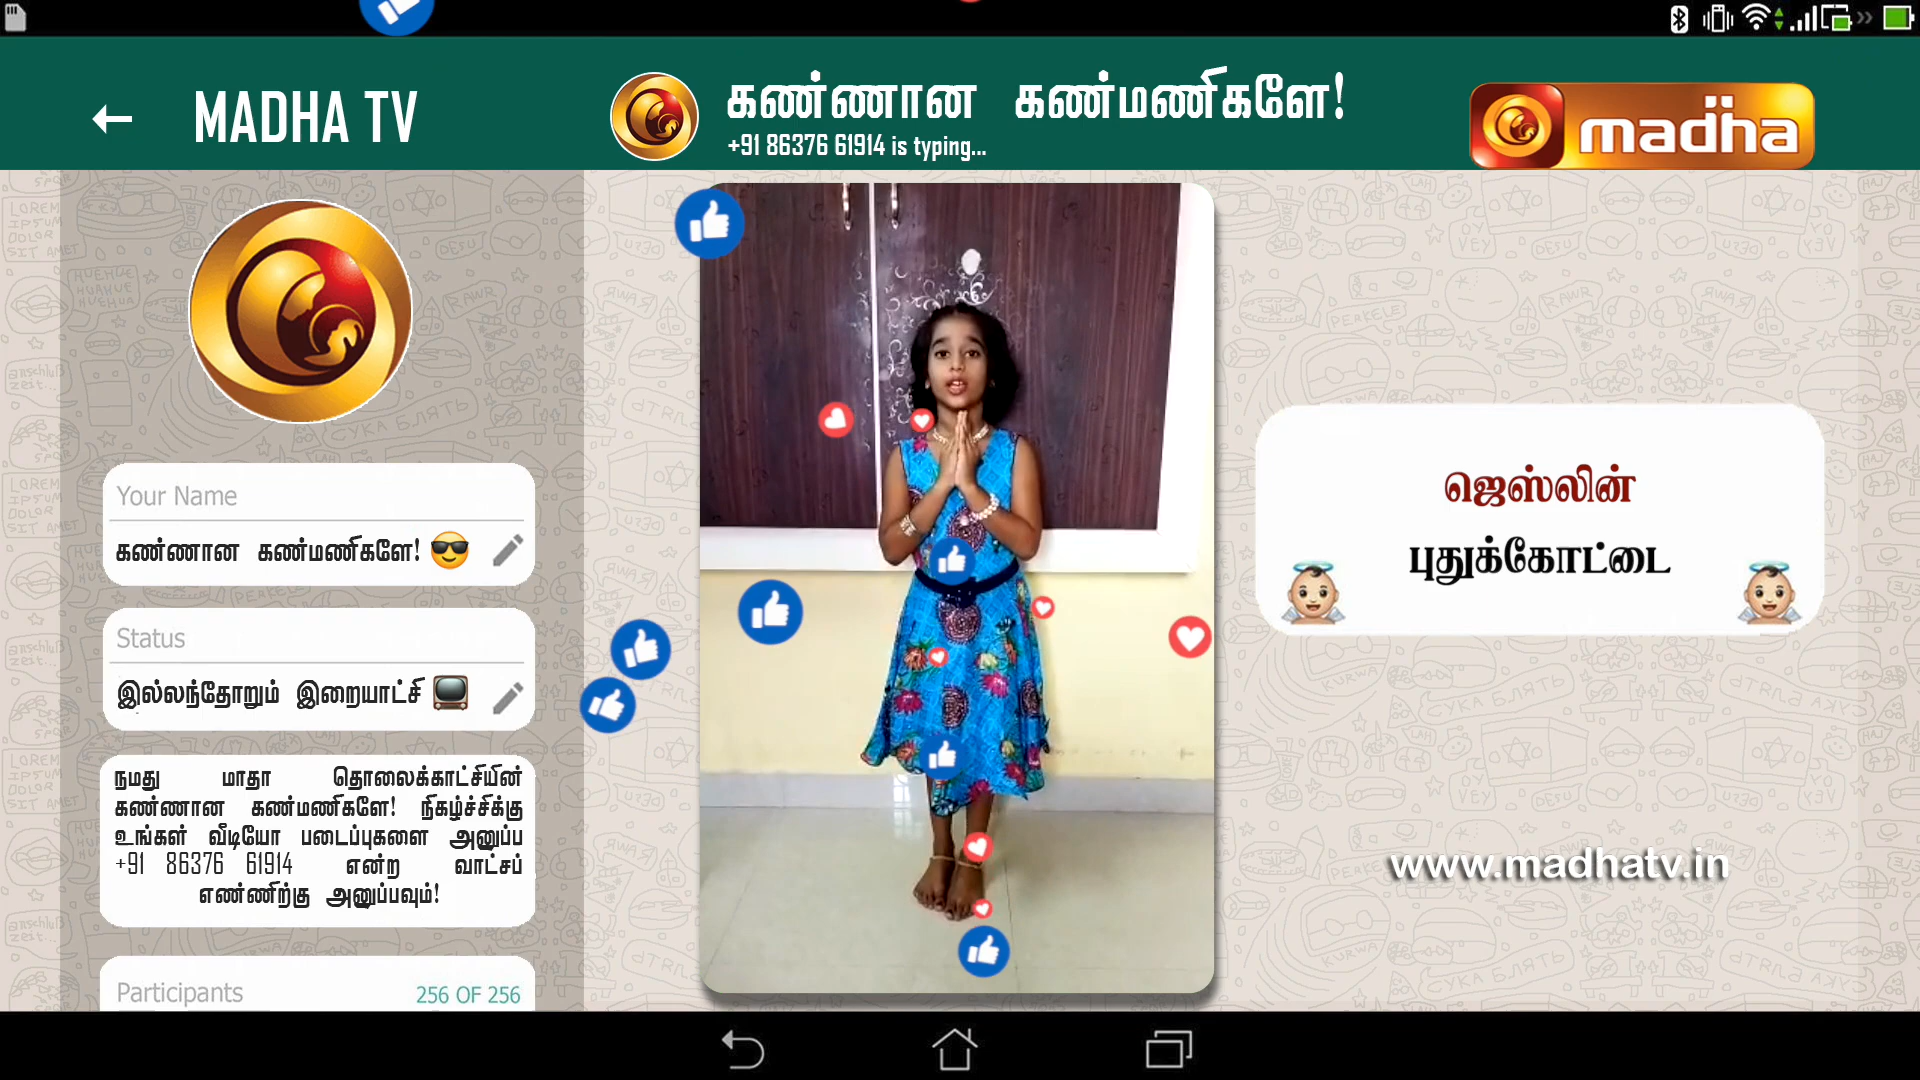 MADHA TV
கண்ணான கண்மணிகளே!
+91 86376 61914 is typing...
madha
Your Name
கண்ணான கண்மணிகளே!
Status
இல்லந்தோறும் இறையாட்சி
நமது மாதா தொலைக்காட்சியின்
கண்ணான கண்மணிகளே! நிகழ்ச்சிக்கு
உங்கள் வீடியோ படைப்புகளை அனுப்ப
+91 86376 61914 என்ற வாட்சப்
எண்ணிற்கு அனுப்பவும்!
Participants
256 OF 256
ஜெஸ்லின்
புதுக்கோட்டை
www.madhatv.in